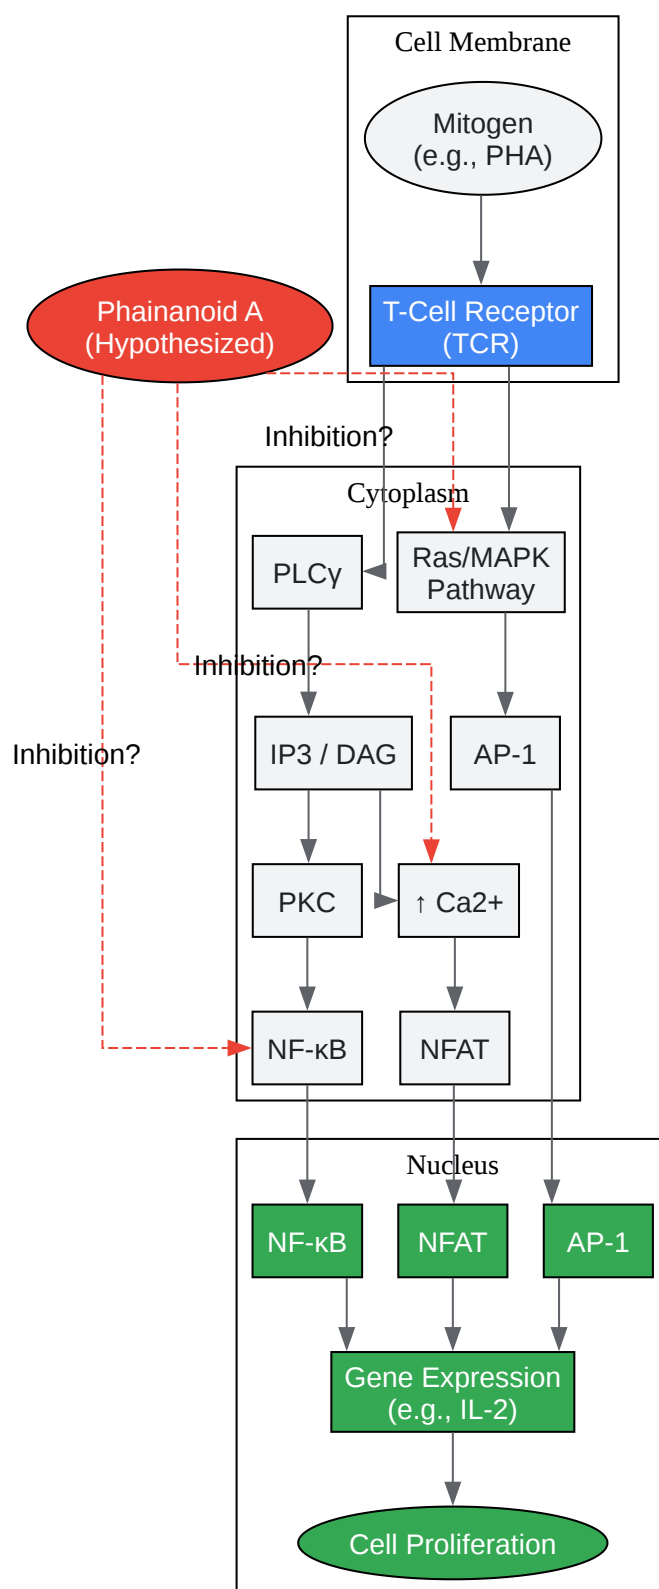 Cell Membrane
Mitogen
(e.g., PHA)
Phainanoid A
(Hypothesized)
T-Cell Receptor
(TCR)
Inhibition?
Cytoplasm
PLCγ
Ras/MAPK
Pathway
Inhibition?
Inhibition?
IP3 / DAG
AP-1
PKC
↑ Ca2+
NF-κB
NFAT
Nucleus
NF-κB
NFAT
AP-1
Gene Expression
(e.g., IL-2)
Cell Proliferation